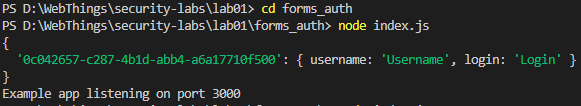 PS D:\WebThings\security-labs\lab01> cd forms_auth
PS D:\WebThings\security-labs\lab01\forms_auth> node index.js
{
  '0c042657-c287-4b1d-abb4-a6a17710f500': { username: 'Username', login: 'Login' }
}
Example app listening on port 3000